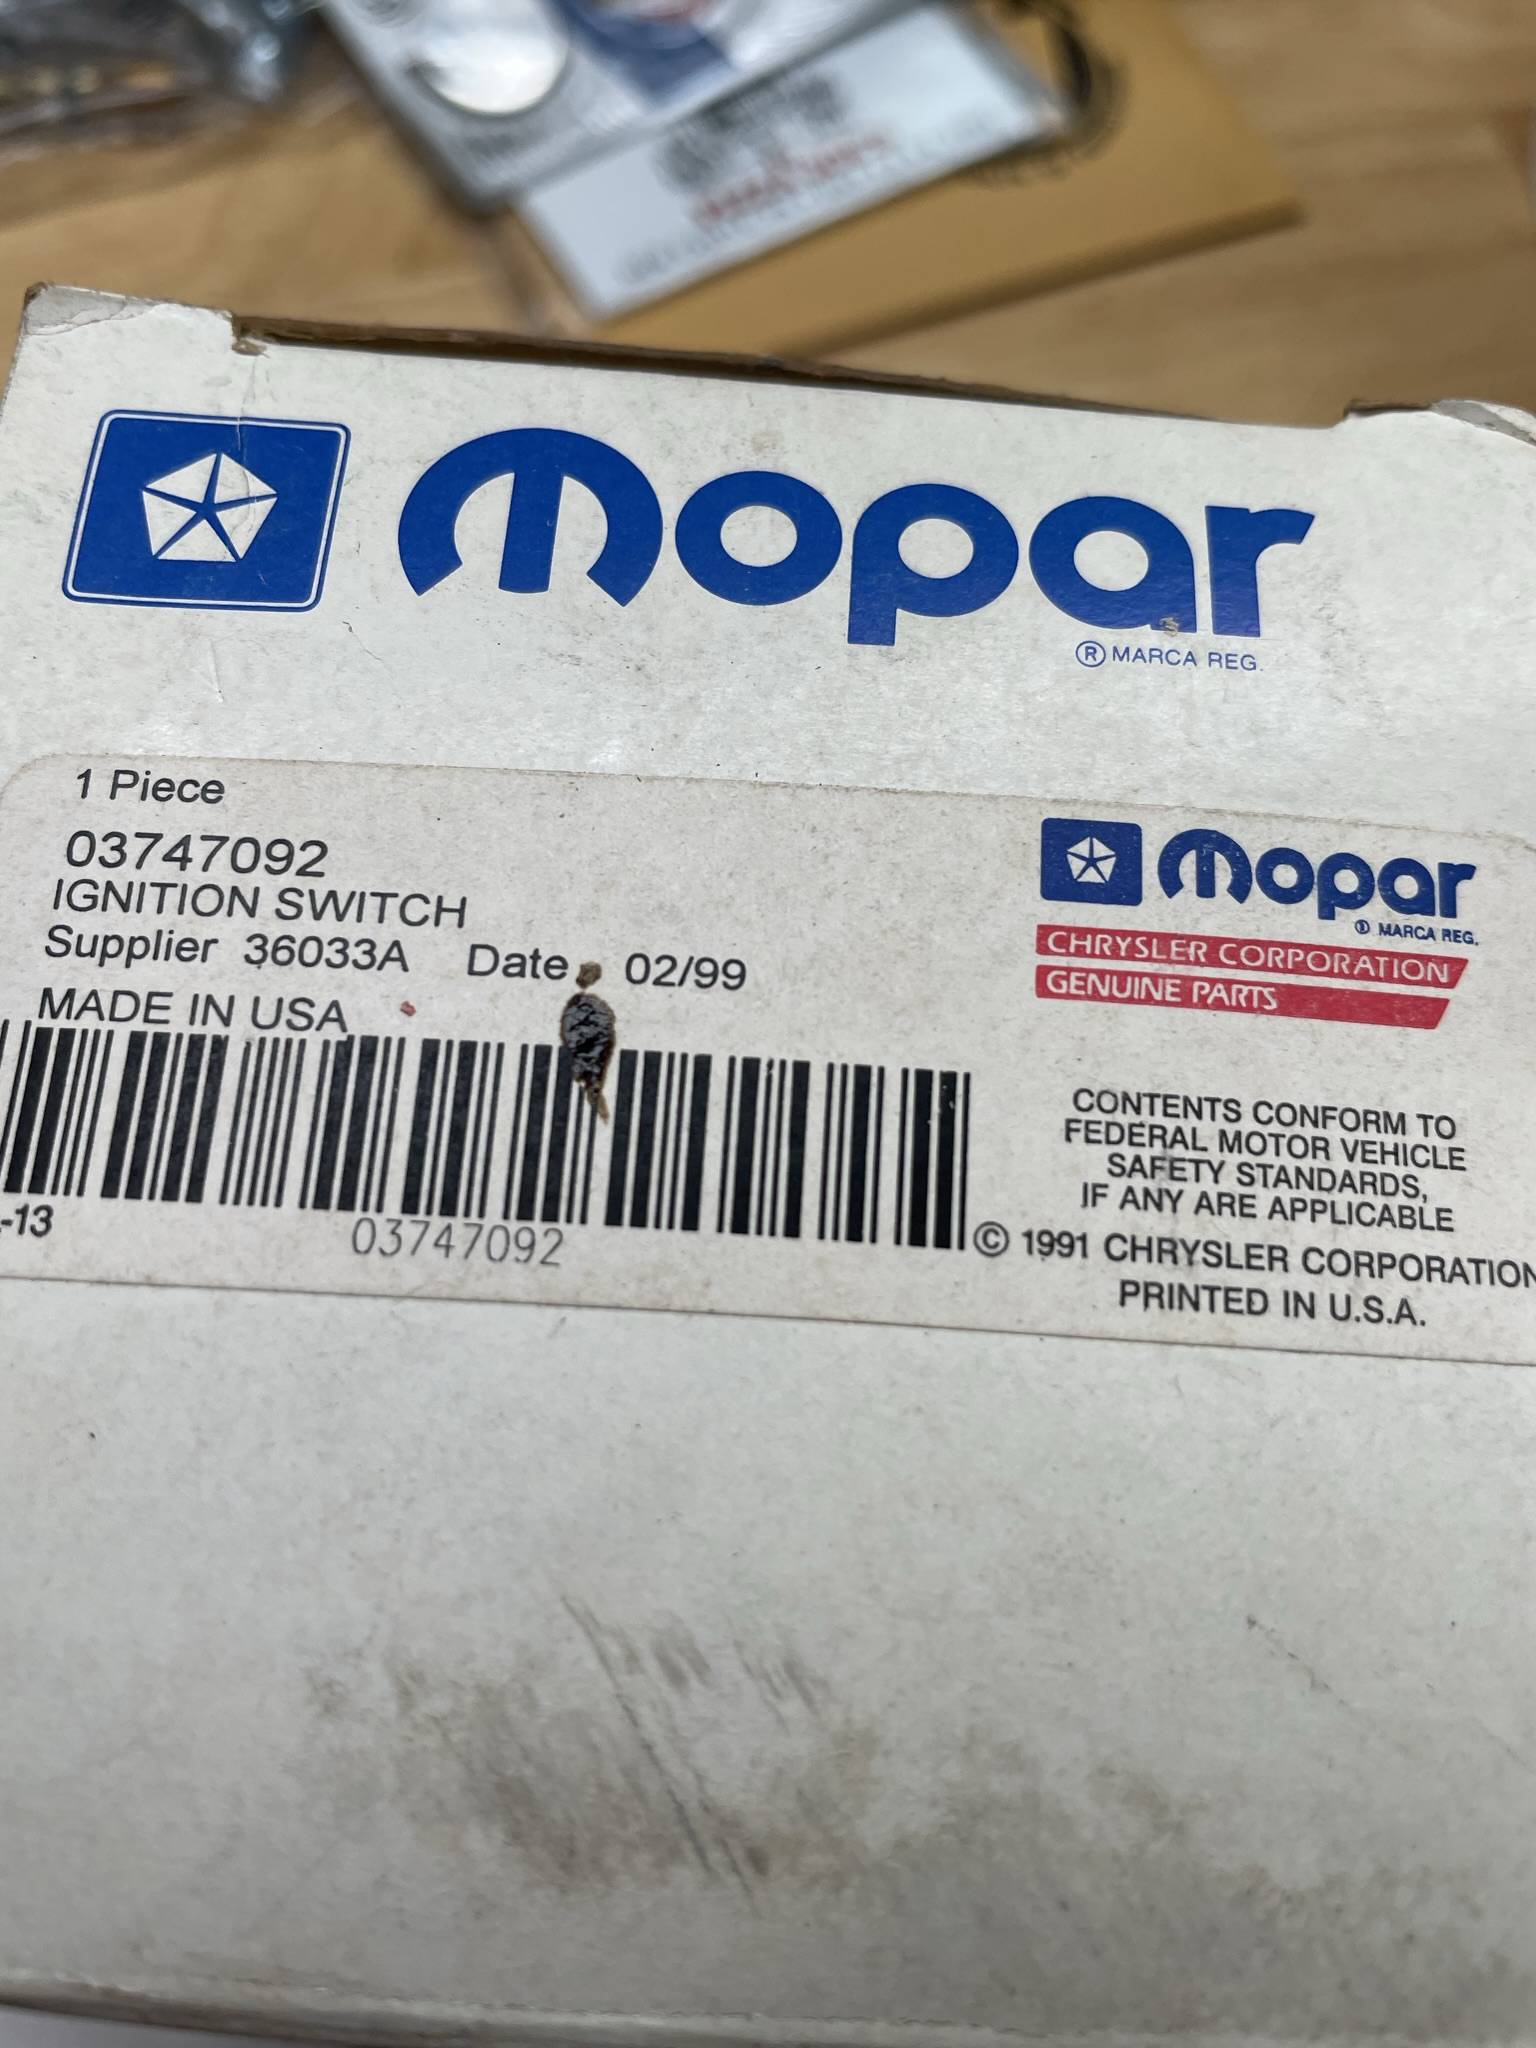 mopar
® MARCA REG.
1 Piece
03747092
IGNITION SWITCH
Supplier 36033A Date 02/99
MADE IN USA
-13
03747092
mopar
® MARCA REG.
CHRYSLER CORPORATION
GENUINE PARTS
CONTENTS CONFORM TO
FEDERAL MOTOR VEHICLE
SAFETY STANDARDS,
IF ANY ARE APPLICABLE
© 1991 CHRYSLER CORPORATION
PRINTED IN U.S.A.